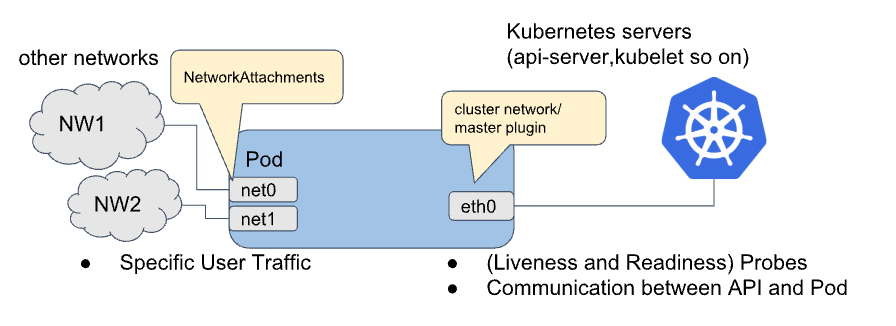 Kubernetes servers
(api-server,kubelet so on)
other networks
NetworkAttachments
cluster network/
master plugin
NW1
Pod
net0
NW2
net1
eth0
● Specific User Traffic
● (Liveness and Readiness) Probes
● Communication between API and Pod